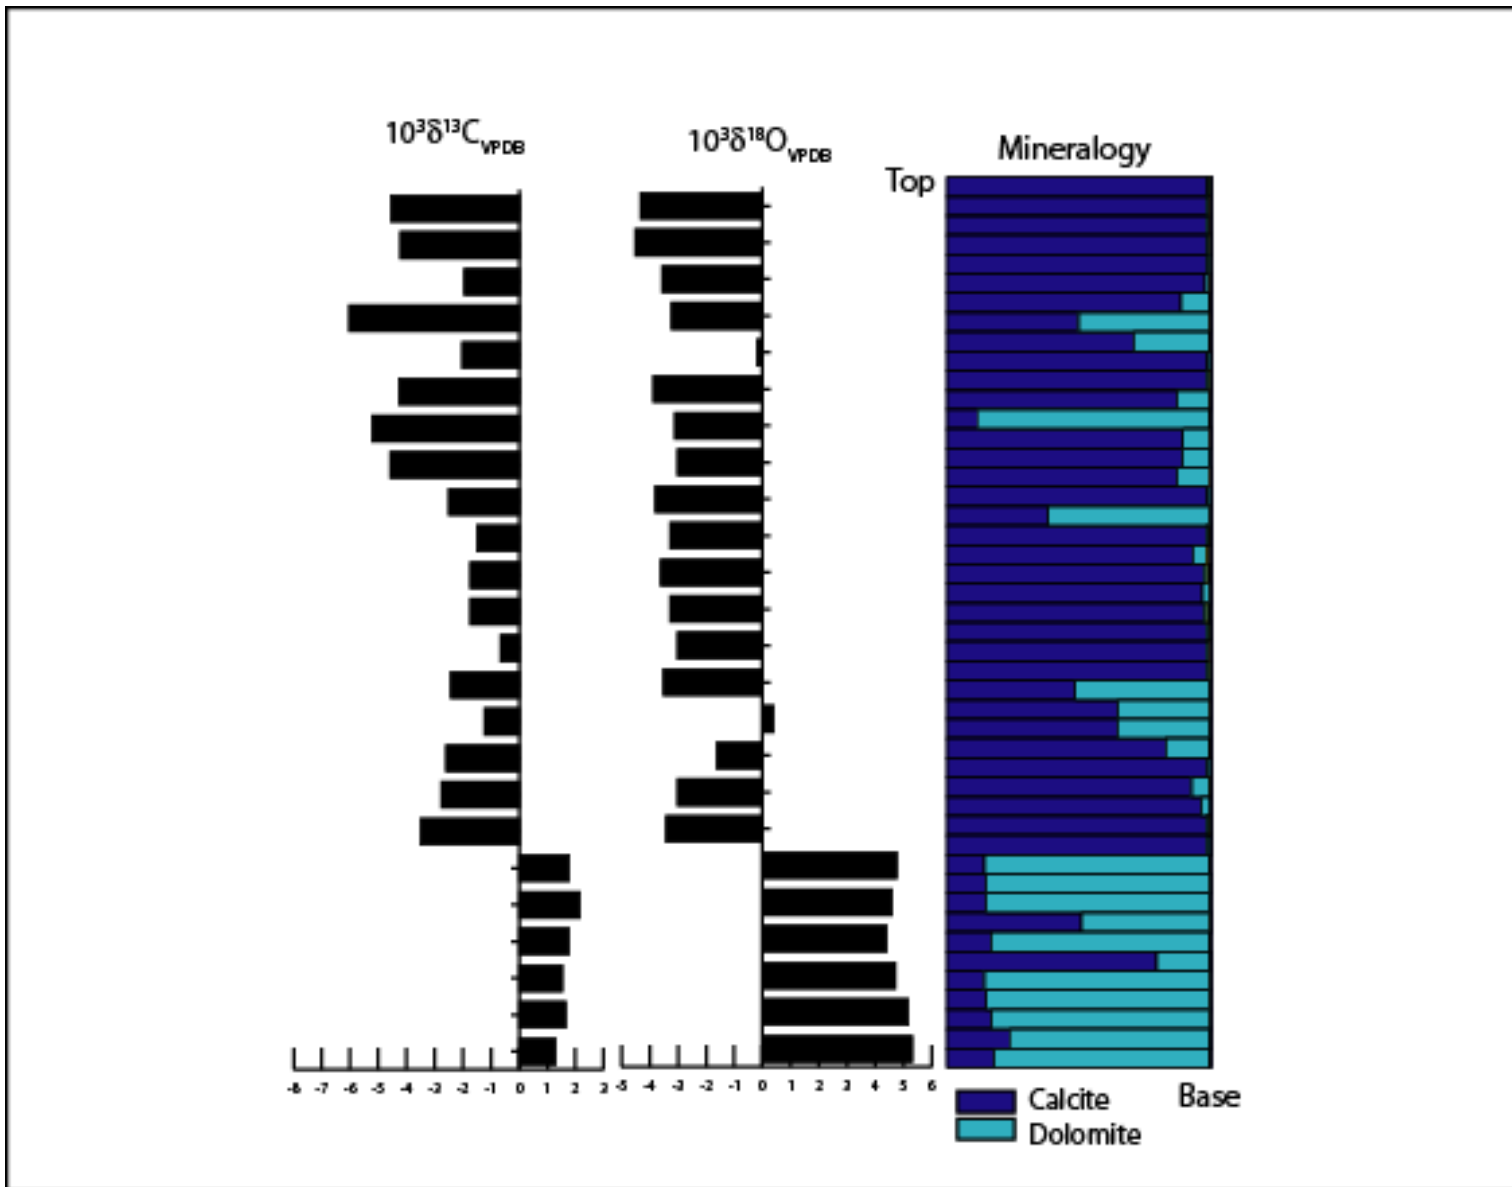 10³δ¹³C_VPDB
10³δ¹⁸O_VPDB
Mineralogy
Top
-8 -7 -6 -5 -4 -3 -2 -1 0 1 2 3
-5 -4 -3 -2 -1 0 1 2 3 4 5 6
Calcite
Base
Dolomite